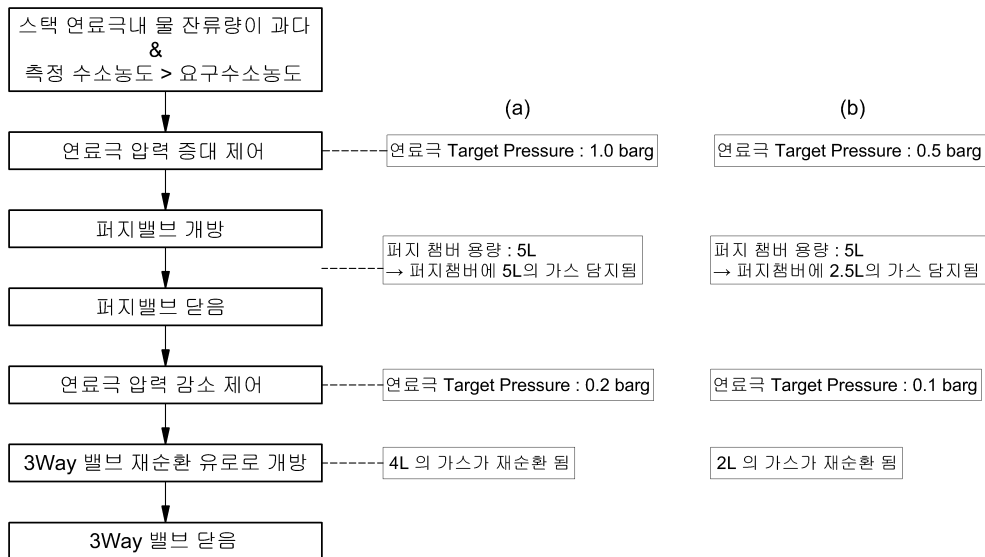 스택 연료극내 물 잔류량이 과다
&
측정 수소농도 > 요구수소농도
(a)
(b)
연료극 압력 증대 제어
연료극 Target Pressure : 1.0 barg
연료극 Target Pressure : 0.5 barg
퍼지밸브 개방
퍼지 챔버 용량 : 5L
→ 퍼지챔버에 5L의 가스 담지됨
퍼지 챔버 용량 : 5L
→ 퍼지챔버에 2.5L의 가스 담지됨
퍼지밸브 닫음
연료극 압력 감소 제어
연료극 Target Pressure : 0.2 barg
연료극 Target Pressure : 0.1 barg
3Way 밸브 재순환 유로로 개방
4L 의 가스가 재순환 됨
2L 의 가스가 재순환 됨
3Way 밸브 닫음